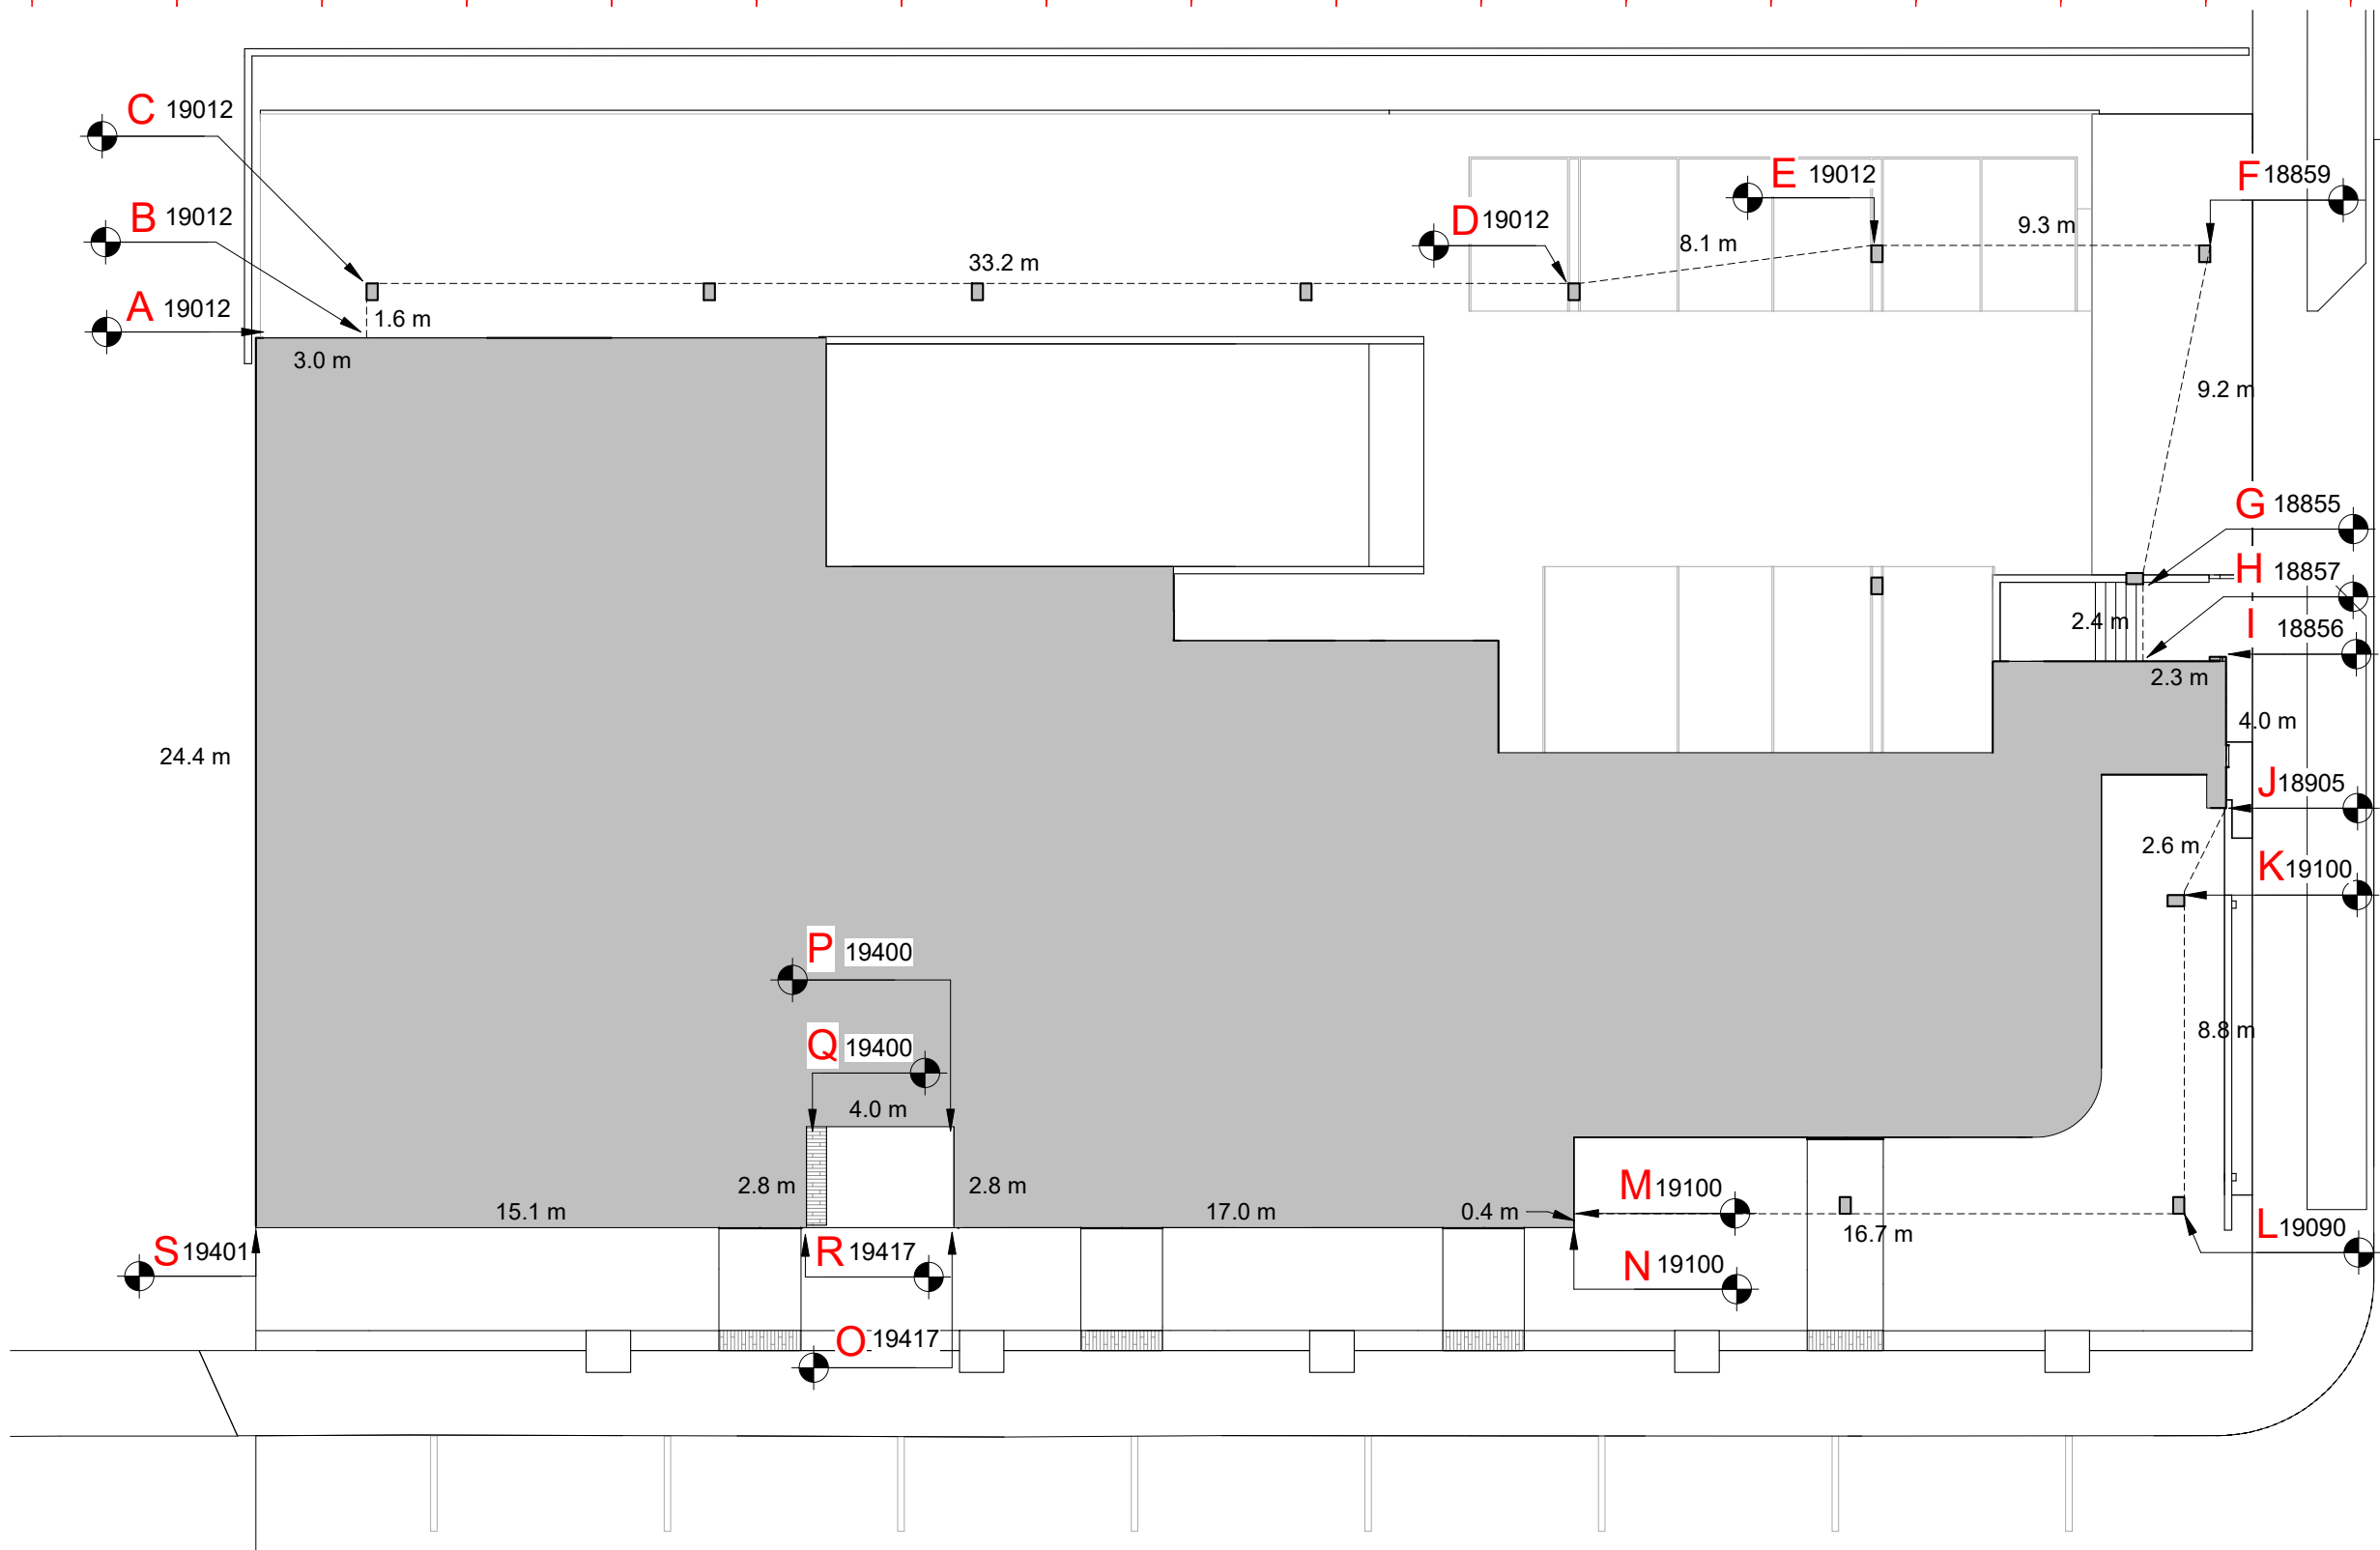 C 19012
E 19012
F 18859
B 19012
D 19012
9.3 m
8.1 m
33.2 m
A 19012
1.6 m
3.0 m
9.2 m
G 18855
H 18857
2.4 m
I 18856
2.3 m
4.0 m
24.4 m
J 18905
2.6 m
K 19100
P 19400
8.8 m
Q 19400
4.0 m
2.8 m
2.8 m
M 19100
15.1 m
17.0 m
0.4 m
16.7 m
L 19090
S 19401
R 19417
N 19100
O 19417